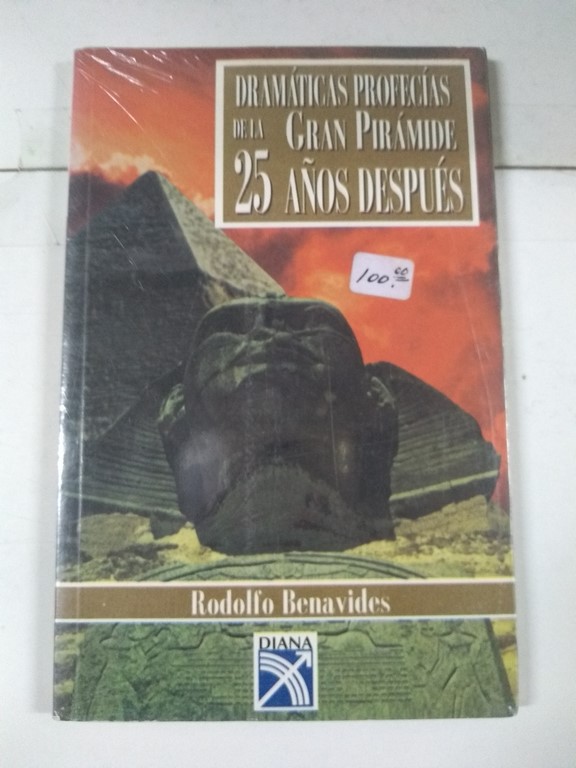 DRAMÁTICAS PROFECÍAS
DE LA GRAN PIRÁMIDE
25 AÑOS DESPUÉS
100.00
Rodolfo Benavides
DIANA